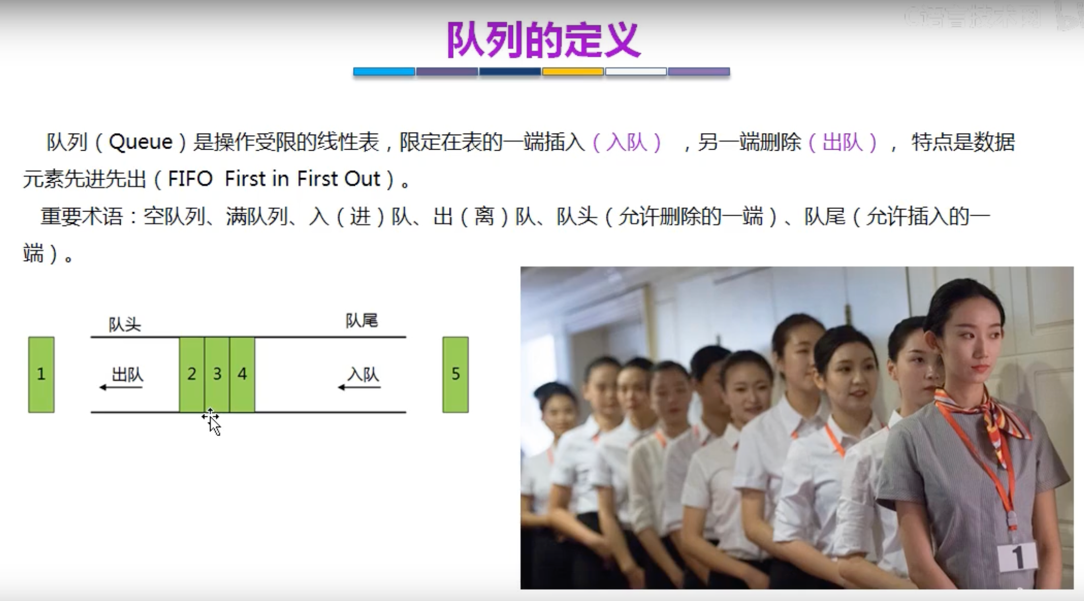 队列的定义
队列（Queue）是操作受限的线性表，限定在表的一端插入（入队），另一端删除（出队），特点是数据
元素先进先出（FIFO First in First Out）。
重要术语：空队列、满队列、入（进）队、出（离）队、队头（允许删除的一端）、队尾（允许插入的一
端）。
队头 队尾
1 出队 2 3 4 入队 5
1